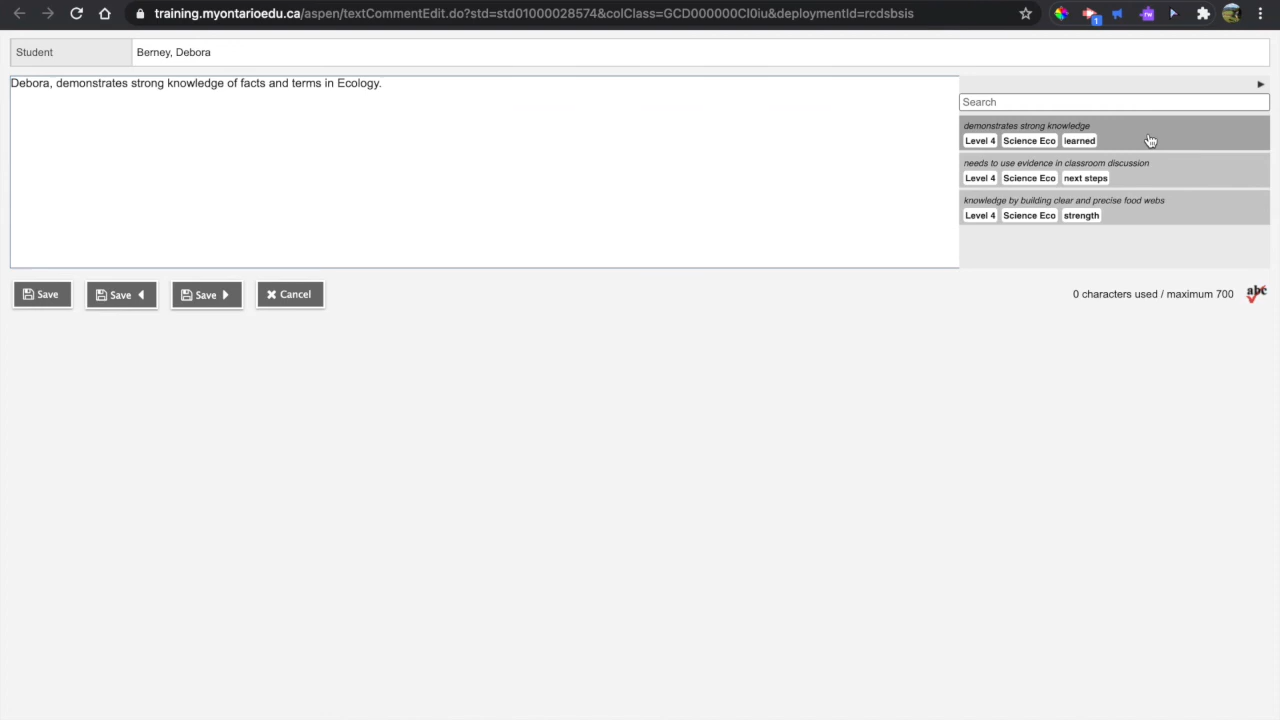 training.myontarioedu.ca/aspen/textCommentEdit.do?std=std01000028574&colClass=GCD000000CI0iu&deploymentId=rcdsbsis
1
Student
Berney, Debora
Debora, demonstrates strong knowledge of facts and terms in Ecology.
Search
demonstrates strong knowledge
Level 4 Science Eco learned
needs to use evidence in classroom discussion
Level 4 Science Eco next steps
knowledge by building clear and precise food webs
Level 4 Science Eco strength
Save
Save
Save
Cancel
0 characters used / maximum 700
abc